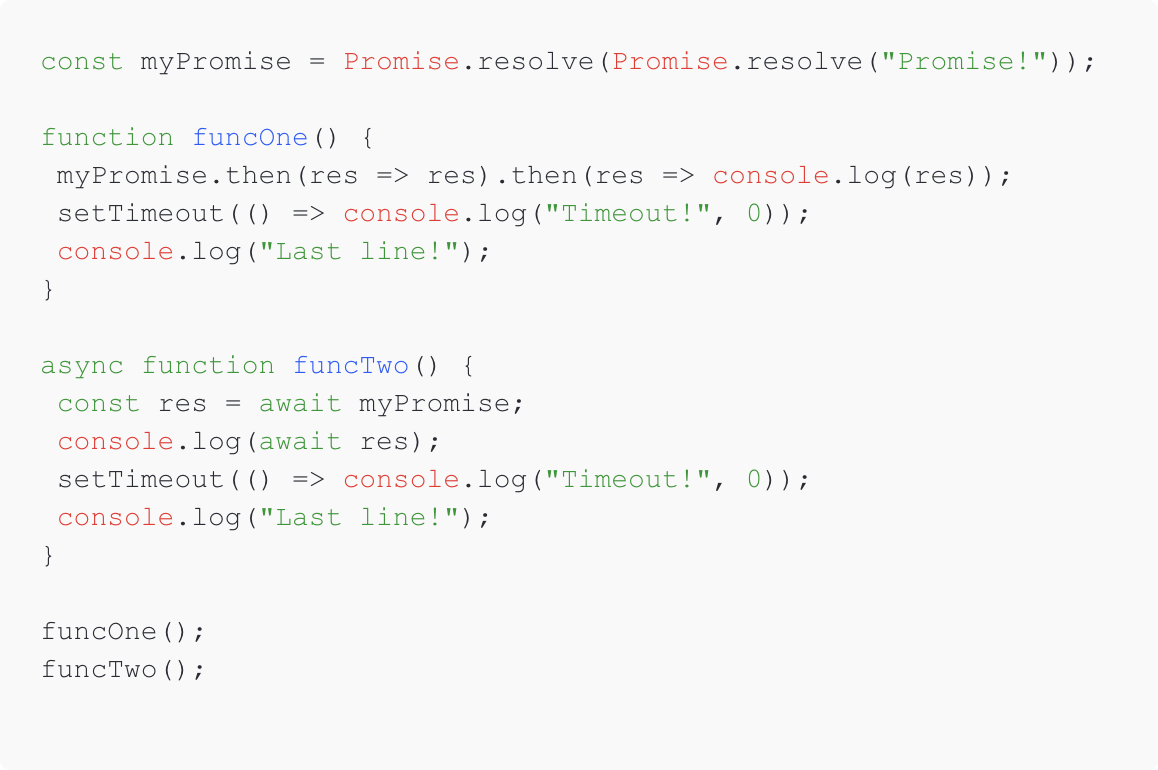 const myPromise = Promise.resolve(Promise.resolve("Promise!"));

function funcOne() {
 myPromise.then(res => res).then(res => console.log(res));
 setTimeout(() => console.log("Timeout!", 0));
 console.log("Last line!");
}

async function funcTwo() {
 const res = await myPromise;
 console.log(await res);
 setTimeout(() => console.log("Timeout!", 0));
 console.log("Last line!");
}

funcOne();
funcTwo();